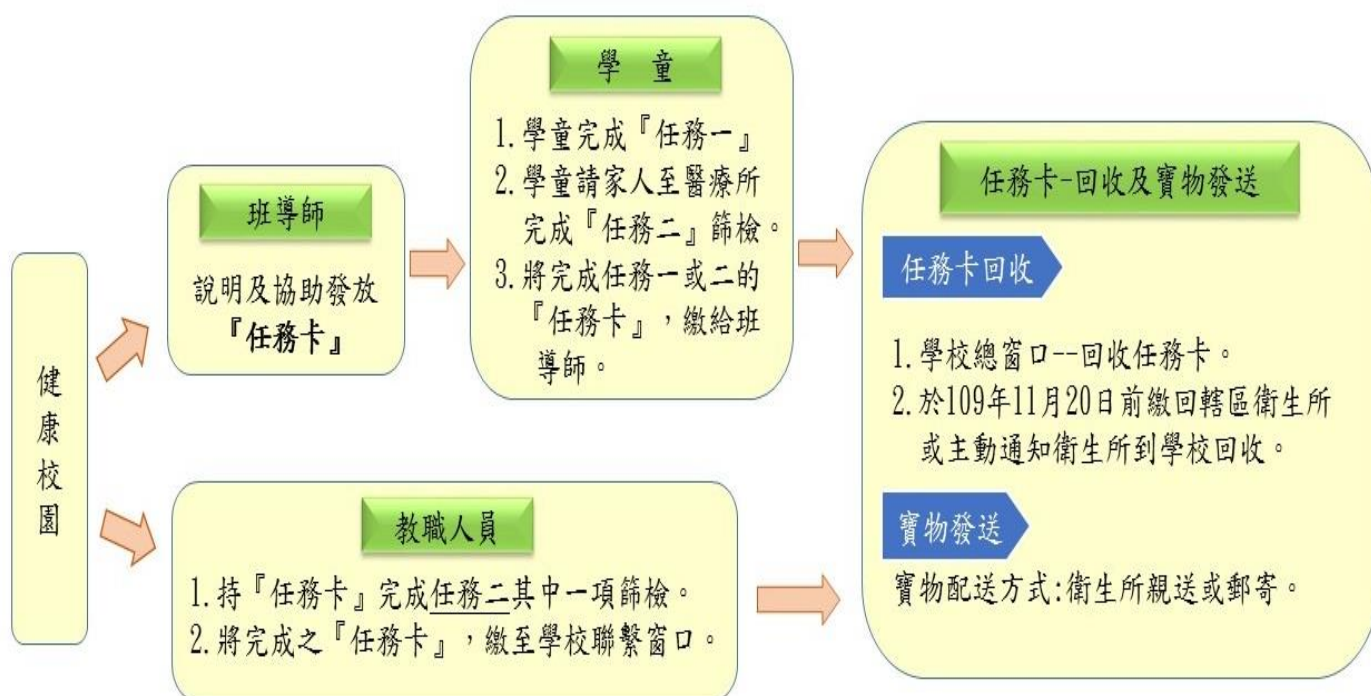 健康校園
班導師
說明及協助發放
『任務卡』
學 童
1.學童完成『任務一』
2.學童請家人至醫療所
完成『任務二』篩檢。
3.將完成任務一或二的
『任務卡』，繳給班
導師。
教職人員
1.持『任務卡』完成任務二其中一項篩檢。
2.將完成之『任務卡』，繳至學校聯繫窗口。
任務卡-回收及寶物發送
任務卡回收
1.學校總窗口--回收任務卡。
2.於109年11月20日前繳回轄區衛生所
或主動通知衛生所到學校回收。
寶物發送
寶物配送方式:衛生所親送或郵寄。